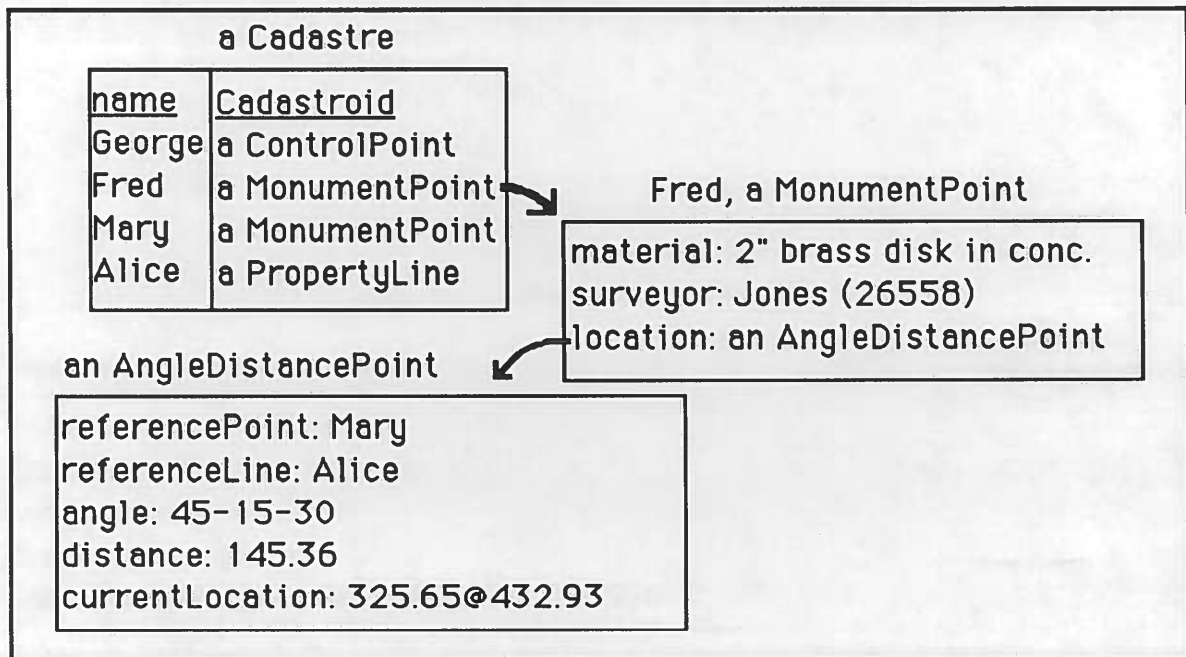 a Cadastre
name Cadastroid
George a ControlPoint
Fred a MonumentPoint
Mary a MonumentPoint
Alice a PropertyLine
Fred, a MonumentPoint
material: 2" brass disk in conc.
surveyor: Jones (26558)
location: an AngleDistancePoint
an AngleDistancePoint
referencePoint: Mary
referenceLine: Alice
angle: 45-15-30
distance: 145.36
currentLocation: 325.65@432.93